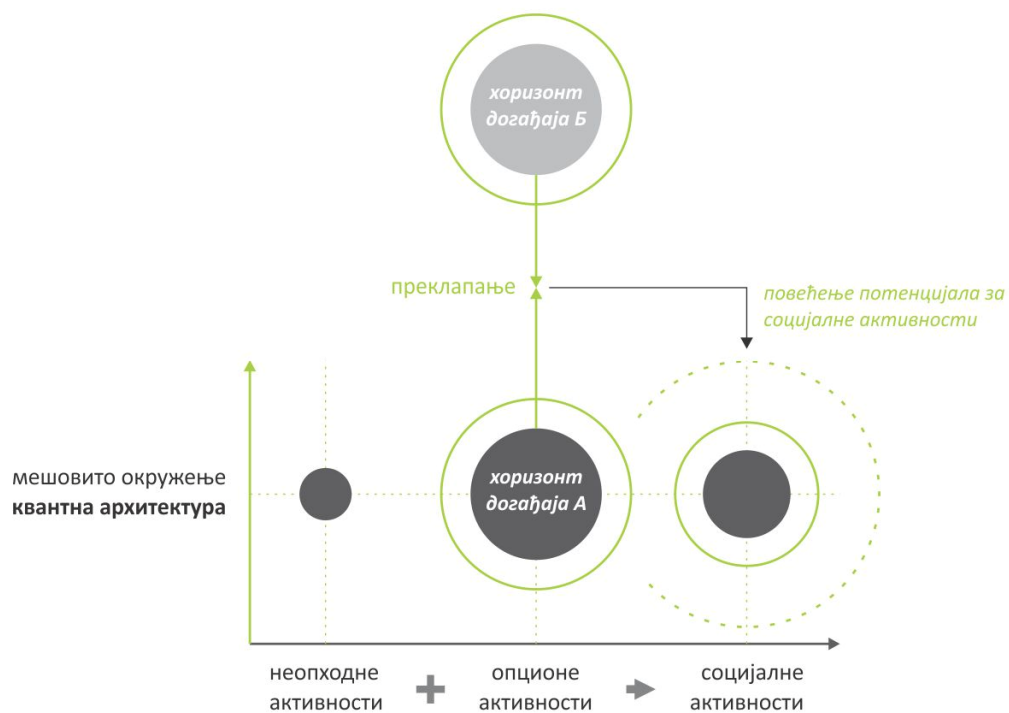 хоризонт
догађаја Б
преклапање
повећење потенцијала за
социјалне активности
мешовито окружење
квантна архитектура
хоризонт
догађаја А
неопходне
активности
+
опционе
активности
социјалне
активности